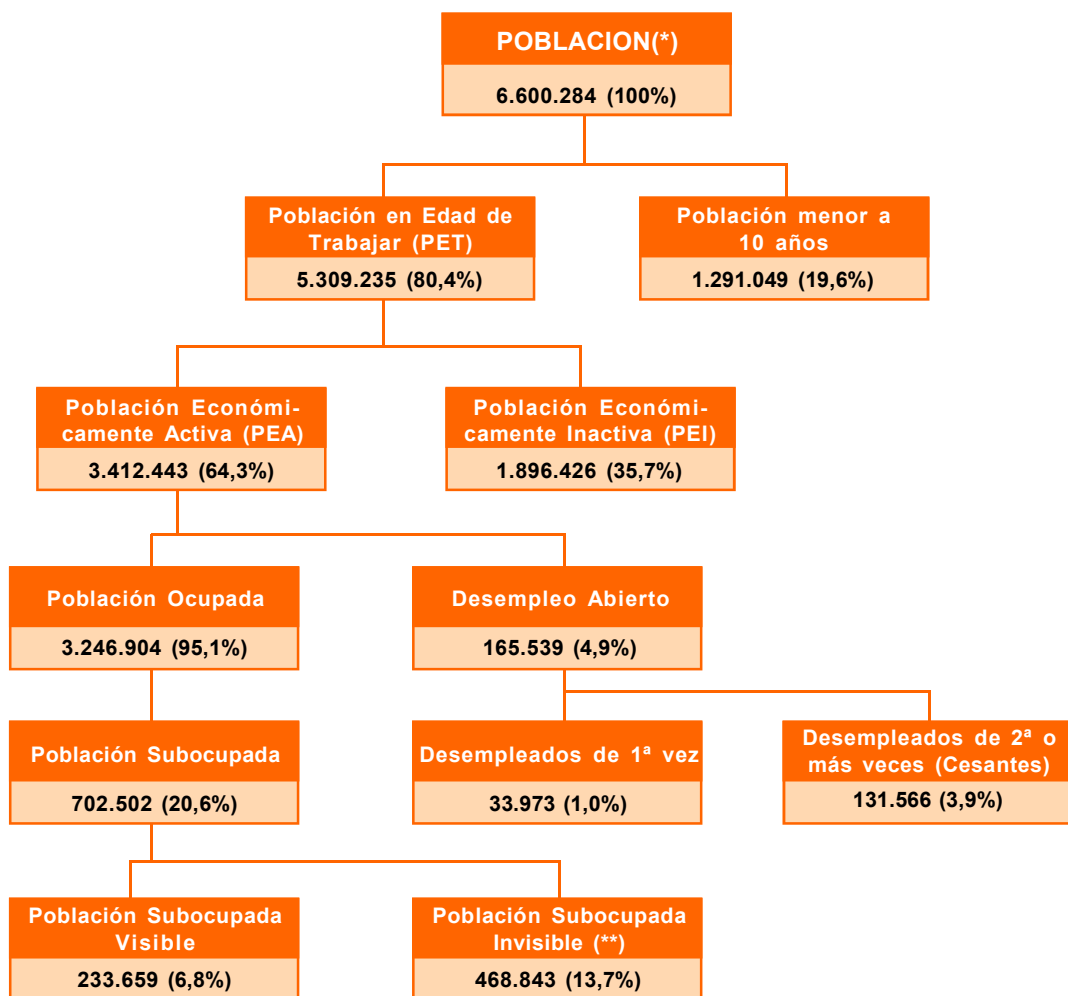 POBLACION(*)
6.600.284 (100%)
Población en Edad de
Trabajar (PET)
5.309.235 (80,4%)
Población menor a
10 años
1.291.049 (19,6%)
Población Económi-
camente Activa (PEA)
3.412.443 (64,3%)
Población Económi-
camente Inactiva (PEI)
1.896.426 (35,7%)
Población Ocupada
3.246.904 (95,1%)
Desempleo Abierto
165.539 (4,9%)
Población Subocupada
702.502 (20,6%)
Desempleados de 1ª vez
33.973 (1,0%)
Desempleados de 2ª o
más veces (Cesantes)
131.566 (3,9%)
Población Subocupada
Visible
233.659 (6,8%)
Población Subocupada
Invisible (**)
468.843 (13,7%)